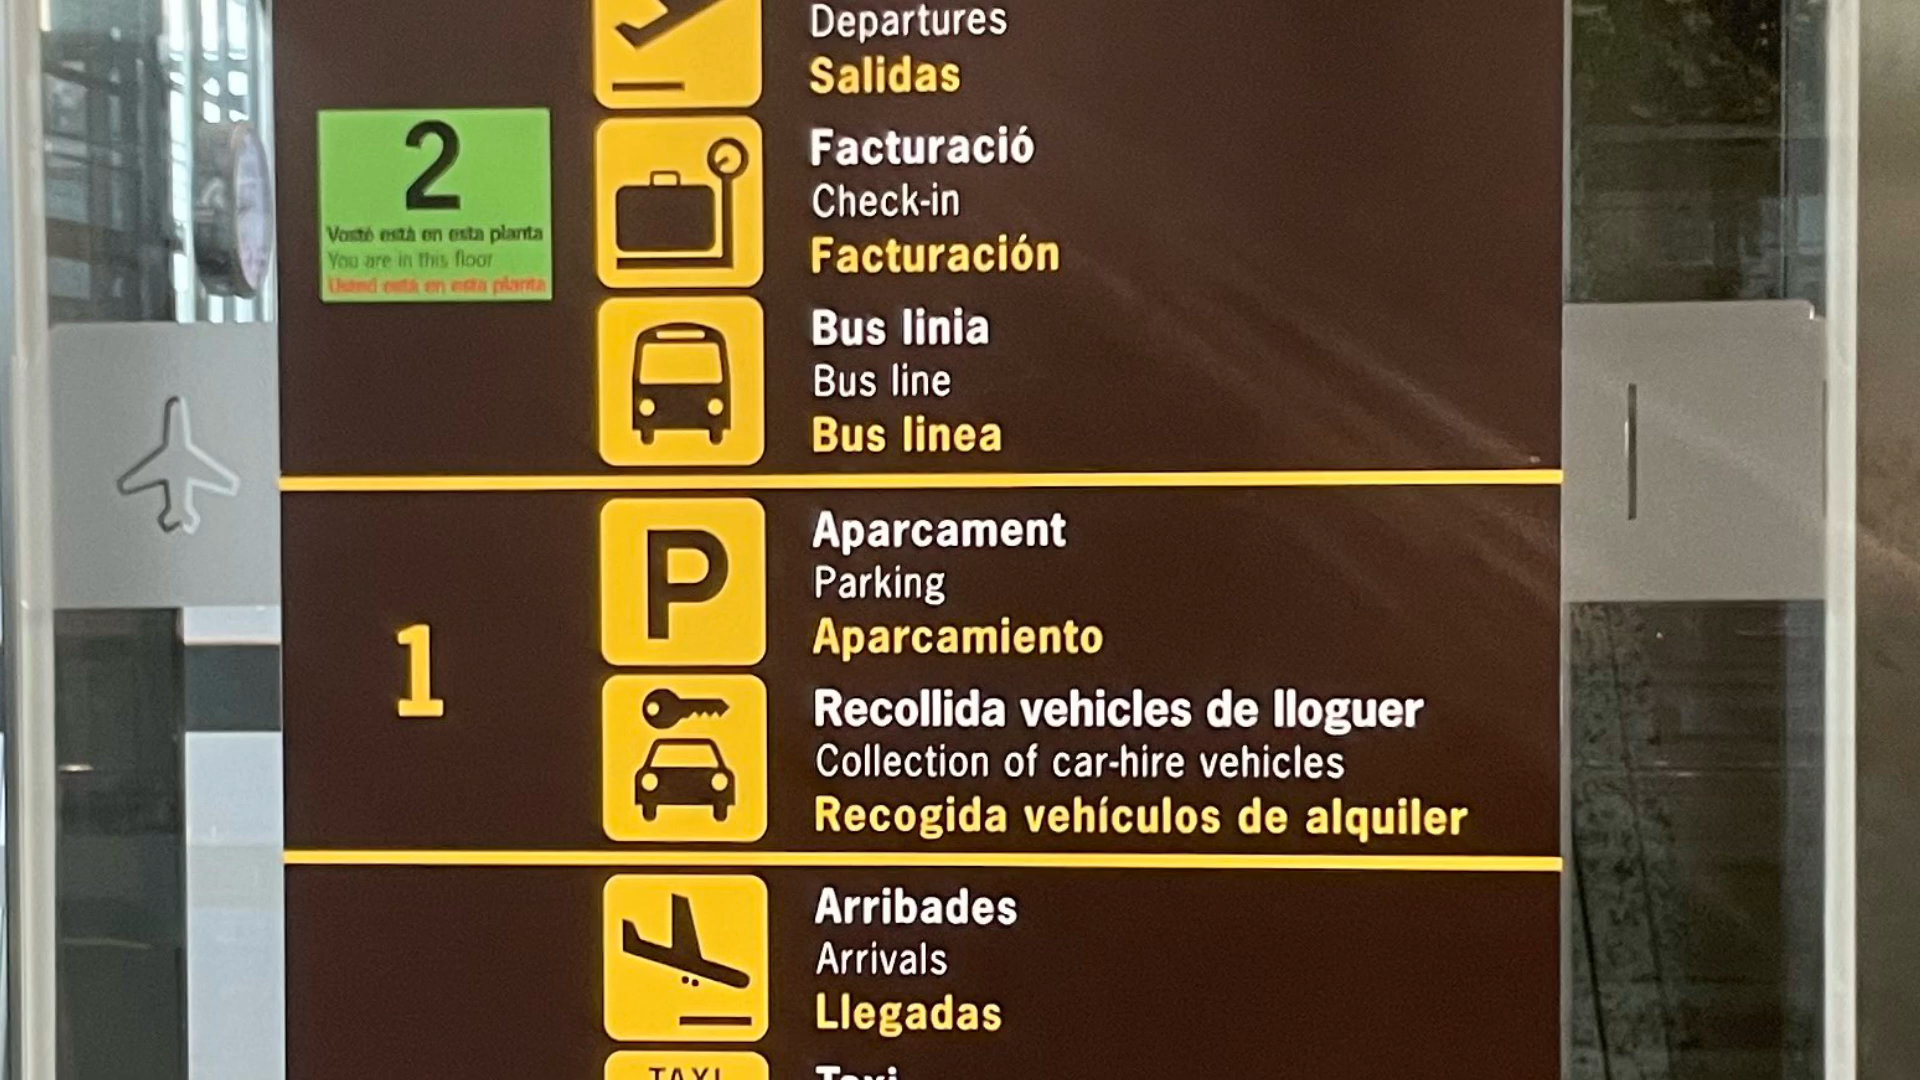 Departures
Salidas
2
Vostè està en esta planta
You are in this floor
Usted está en esta planta
Facturació
Check-in
Facturación
Bus linia
Bus line
Bus linea
1
P
Aparcament
Parking
Aparcamiento
Recollida vehicles de lloguer
Collection of car-hire vehicles
Recogida vehículos de alquiler
Arribades
Arrivals
Llegadas
TAXI
Taxi